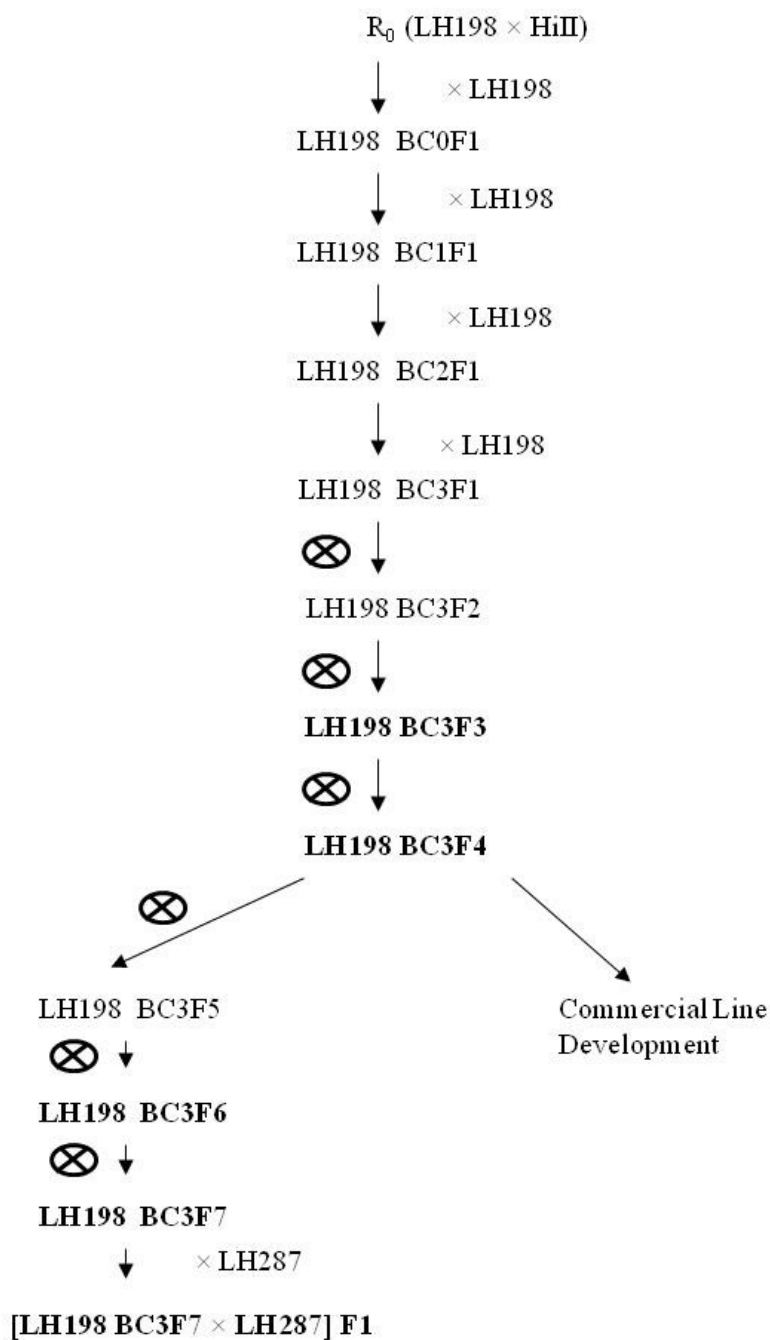 R₀ (LH198 × HiII)
× LH198
LH198 BC0F1
× LH198
LH198 BC1F1
× LH198
LH198 BC2F1
× LH198
LH198 BC3F1
LH198 BC3F2
LH198 BC3F3
LH198 BC3F4
LH198 BC3F5
Commercial Line
Development
LH198 BC3F6
LH198 BC3F7
× LH287
[LH198 BC3F7 × LH287] F1